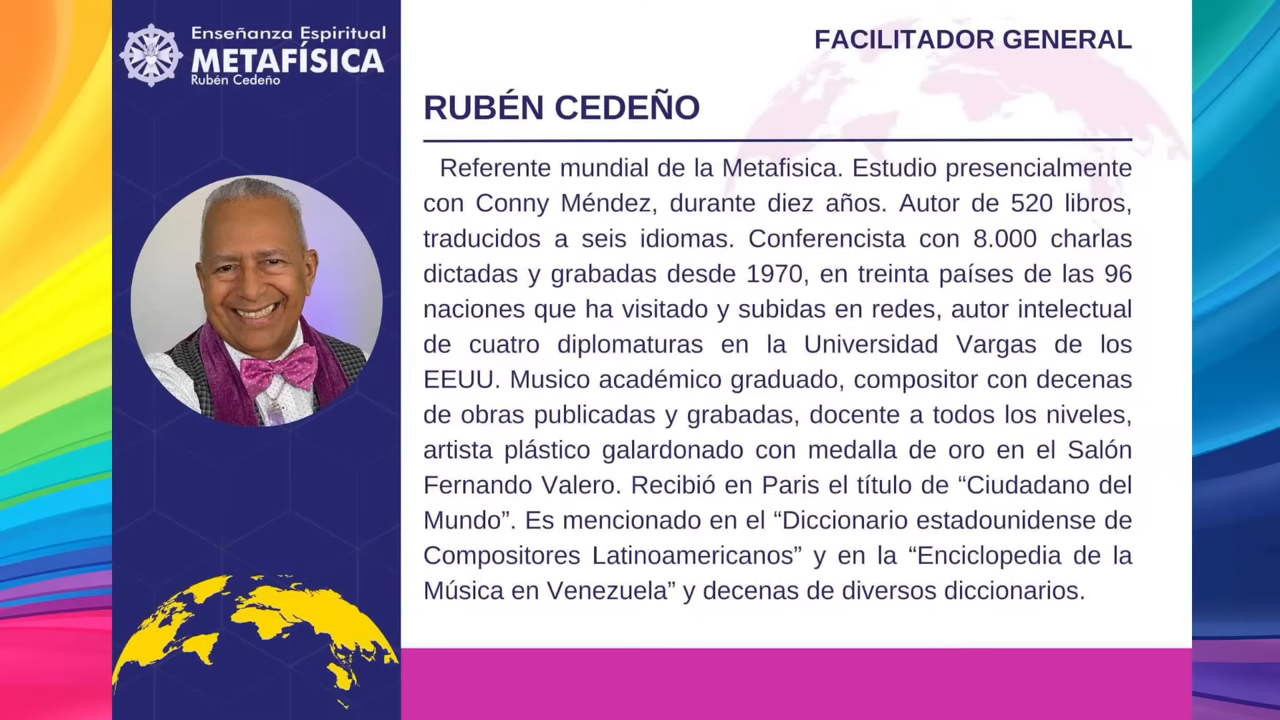 Enseñanza Espiritual
METAFÍSICA
Rubén Cedeño
FACILITADOR GENERAL
RUBÉN CEDEÑO
Referente mundial de la Metafisica. Estudio presencialmente
con Conny Méndez, durante diez años. Autor de 520 libros,
traducidos a seis idiomas. Conferencista con 8.000 charlas
dictadas y grabadas desde 1970, en treinta países de las 96
naciones que ha visitado y subidas en redes, autor intelectual
de cuatro diplomaturas en la Universidad Vargas de los
EEUU. Musico académico graduado, compositor con decenas
de obras publicadas y grabadas, docente a todos los niveles,
artista plástico galardonado con medalla de oro en el Salón
Fernando Valero. Recibió en Paris el título de “Ciudadano del
Mundo”. Es mencionado en el “Diccionario estadounidense de
Compositores Latinoamericanos” y en la “Enciclopedia de la
Música en Venezuela” y decenas de diversos diccionarios.